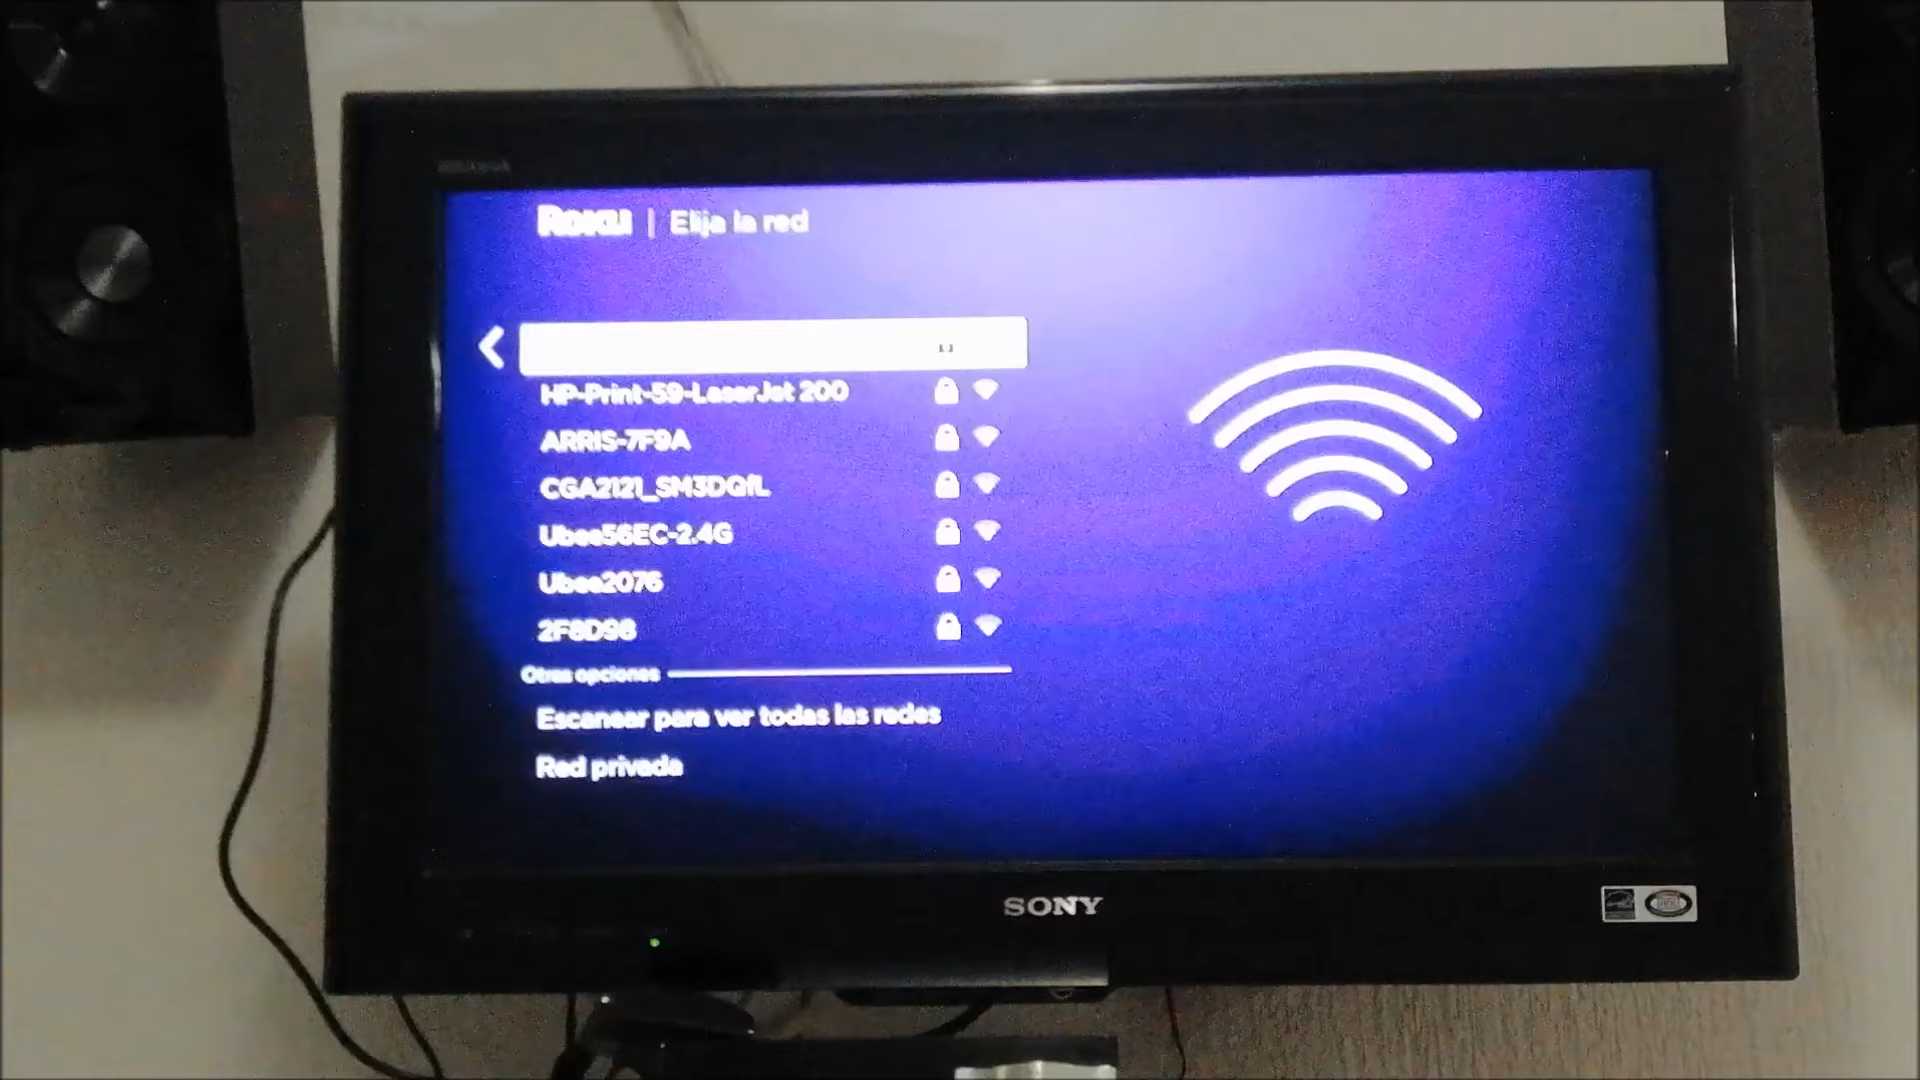 Roku | Elija la red
HP-Print-59-LaserJet 200
ARRIS-7F9A
CGA2121_SM3DQfL
Ubee56EC-2.4G
Ubee2076
2F8D98
Otras opciones
Escanear para ver todas las redes
Red privada
SONY